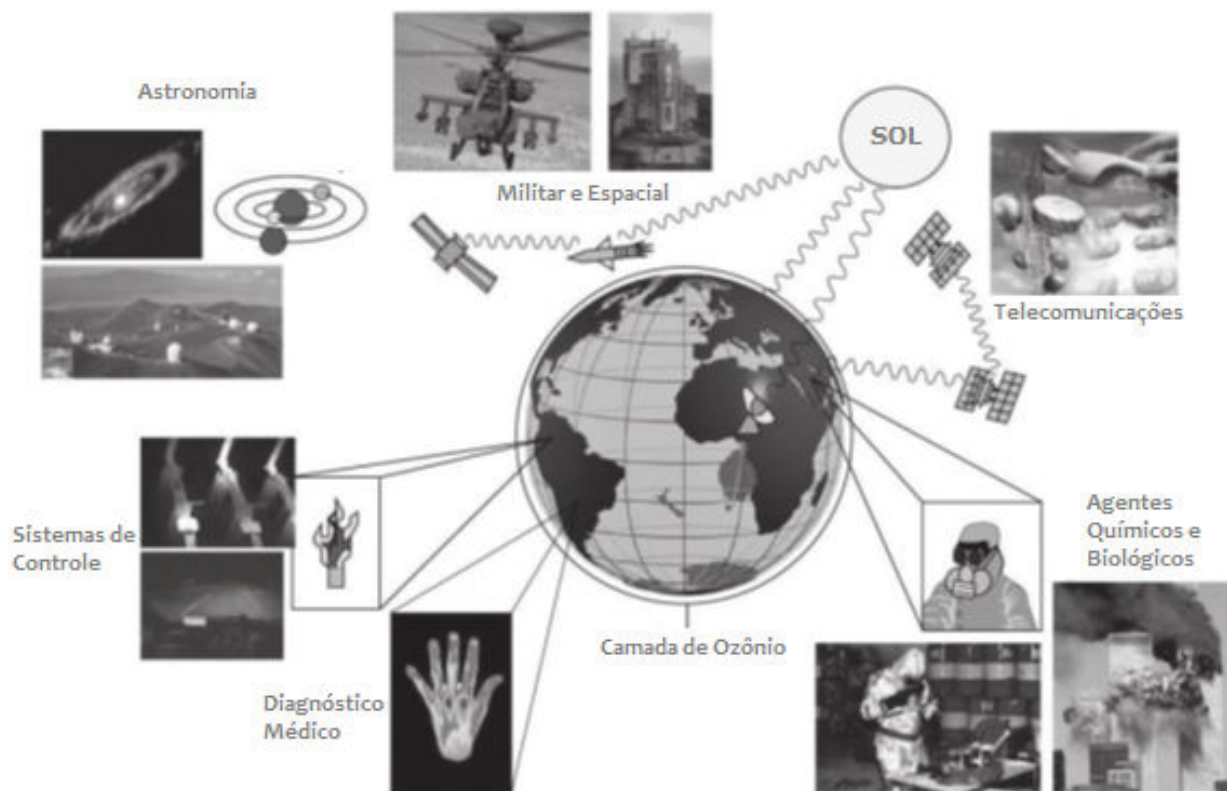 Astronomia
Militar e Espacial
SOL
Telecomunicações
Sistemas de
Controle
Agentes
Químicos e
Biológicos
Camada de Ozônio
Diagnóstico
Médico